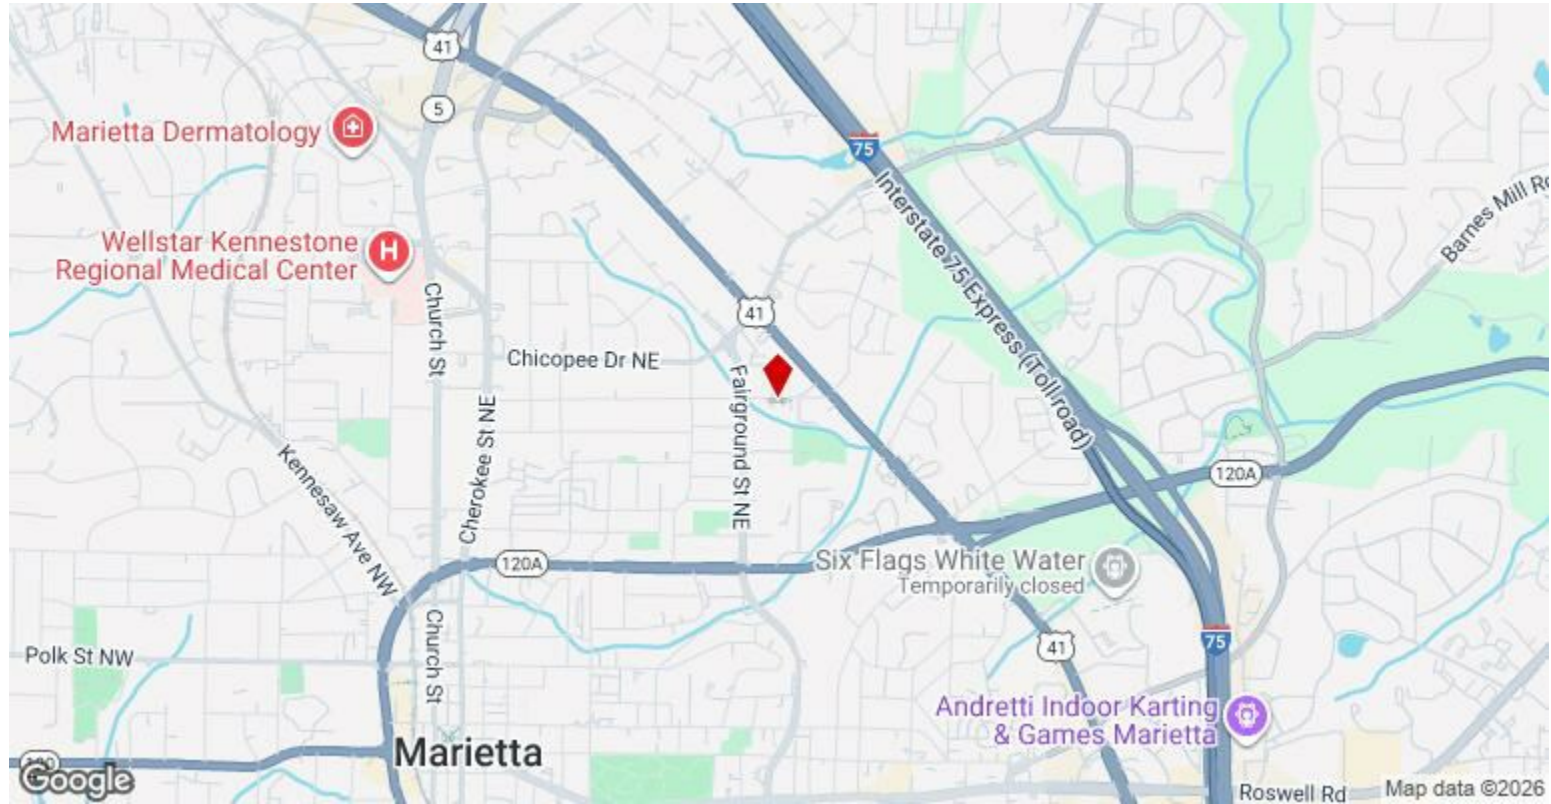 41
5
Marietta Dermatology
75
Interstate 75 Express (Toll road)
Barnes Mill Rd
Wellstar Kennestone
Regional Medical Center
Church St
41
Chicopee Dr NE
Fairground St NE
Cherokee St NE
Kennesaw Ave NW
120A
120A
Six Flags White Water
Temporarily closed
Church St
41
75
Polk St NW
Andretti Indoor Karting
& Games Marietta
Marietta
Google
Roswell Rd
Map data ©2026